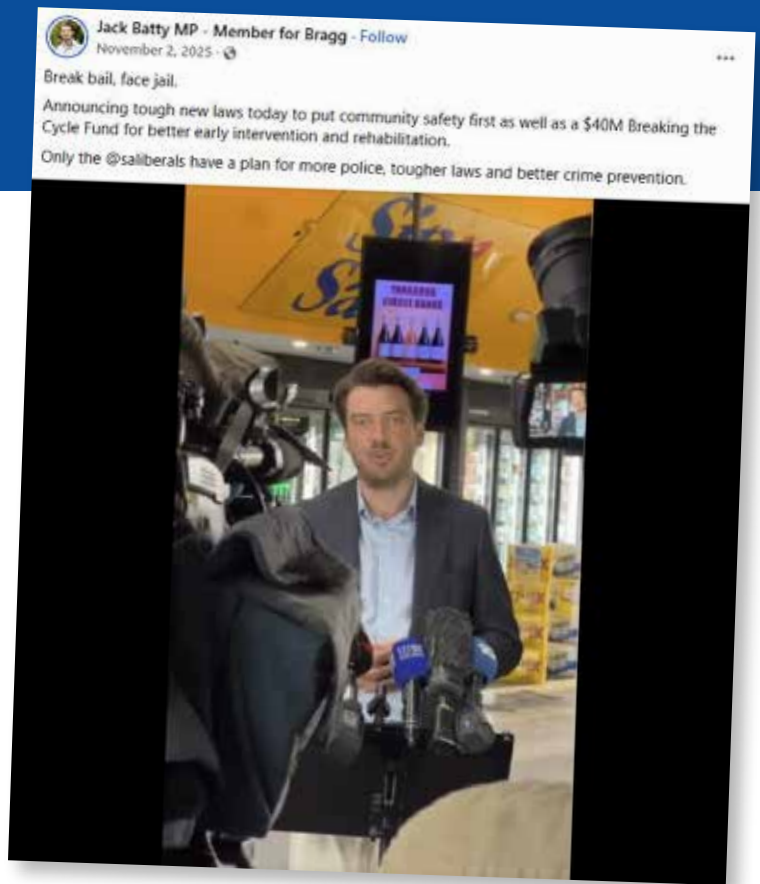 Jack Batty MP - Member for Bragg · Follow
November 2, 2025 ·
Break bail, face jail.
Announcing tough new laws today to put community safety first as well as a $40M Breaking the
Cycle Fund for better early intervention and rehabilitation.
Only the @saliberals have a plan for more police, tougher laws and better crime prevention.